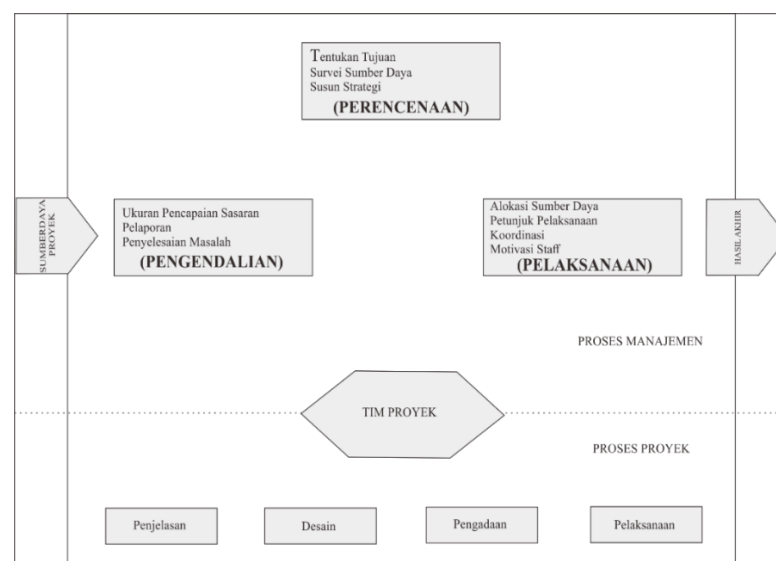 Tentukan Tujuan
Survei Sumber Daya
Susun Strategi
(PERENCENAAN)
SUMBERDAYA
PROYEK
Ukuran Pencapaian Sasaran
Pelaporan
Penyelesaian Masalah
(PENGENDALIAN)
Alokasi Sumber Daya
Petunjuk Pelaksanaan
Koordinasi
Motivasi Staff
(PELAKSANAAN)
HASIL AKHIR
PROSES MANAJEMEN
TIM PROYEK
PROSES PROYEK
Penjelasan
Desain
Pengadaan
Pelaksanaan